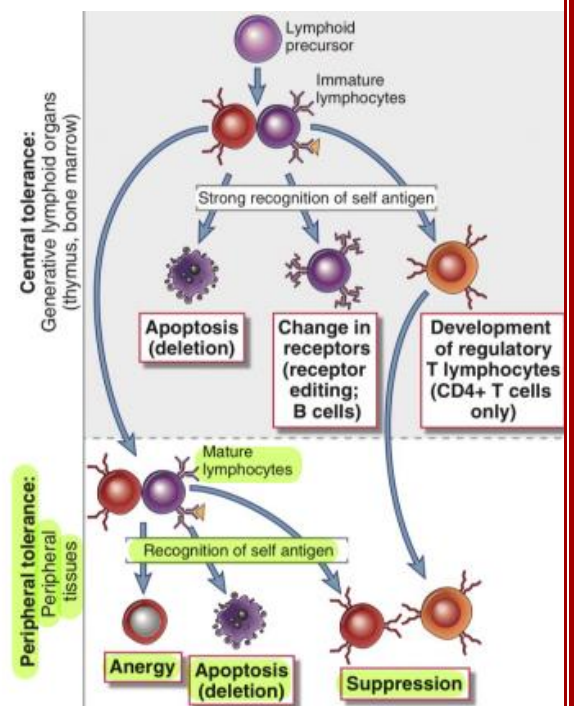 Lymphoid
precursor
Immature
lymphocytes
Central tolerance:
Generative lymphoid organs
(thymus, bone marrow)
Strong recognition of self antigen
Apoptosis
(deletion)
Change in
receptors
(receptor
editing;
B cells)
Development
of regulatory
T lymphocytes
(CD4+ T cells
only)
Mature
lymphocytes
Peripheral tolerance:
Peripheral
tissues
Recognition of self antigen
Anergy
Apoptosis
(deletion)
Suppression